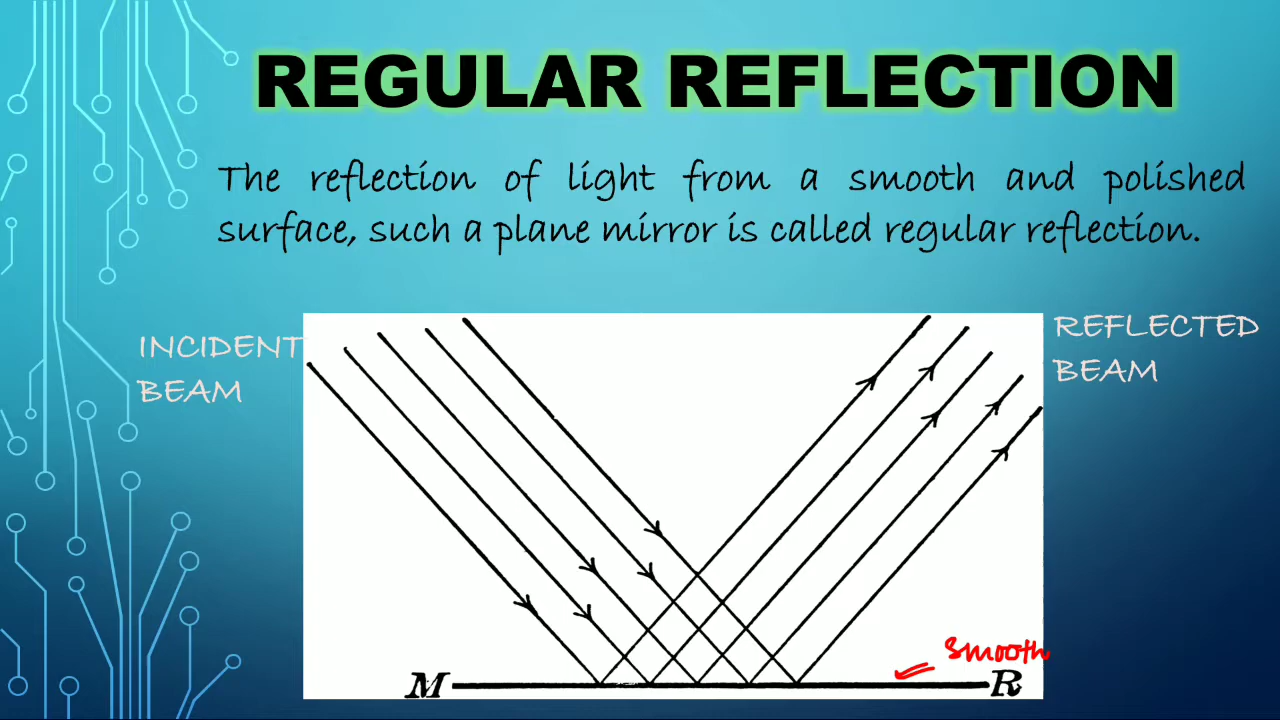 REGULAR REFLECTION
The reflection of light from a smooth and polished
surface, such a plane mirror is called regular reflection.
INCIDENT
BEAM
REFLECTED
BEAM
smooth
M
R